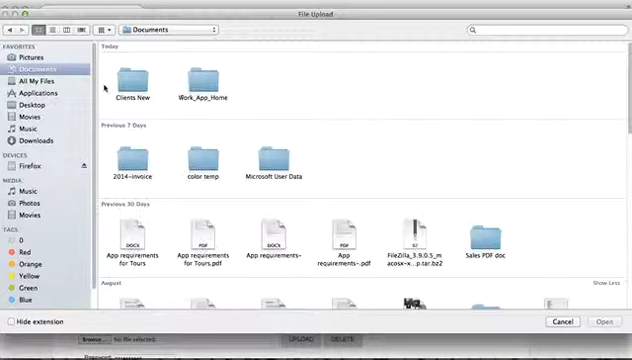 File Upload
Documents
FAVORITES
Pictures
Documents
All My Files
Applications
Desktop
Movies
Music
Downloads
DEVICES
Firefox
MEDIA
Music
Photos
Movies
TAGS
0
Red
Orange
Yellow
Green
Blue
Today
Clients New
Work_App_Home
Previous 7 Days
2014-invoice
color temp
Microsoft User Data
Previous 30 Days
DOCX
PDF
DOCX
PDF
BZ
App requirements for Tours
App requirements for Tours.pdf
App requirements-
App requirements-.pdf
FileZilla_3.9.0.5_macosx-x...p.tar.bz2
Sales PDF doc
August
Show Less
Hide extension
Cancel
Open
Browse...
No file selected.
UPLOAD
DELETE
Password